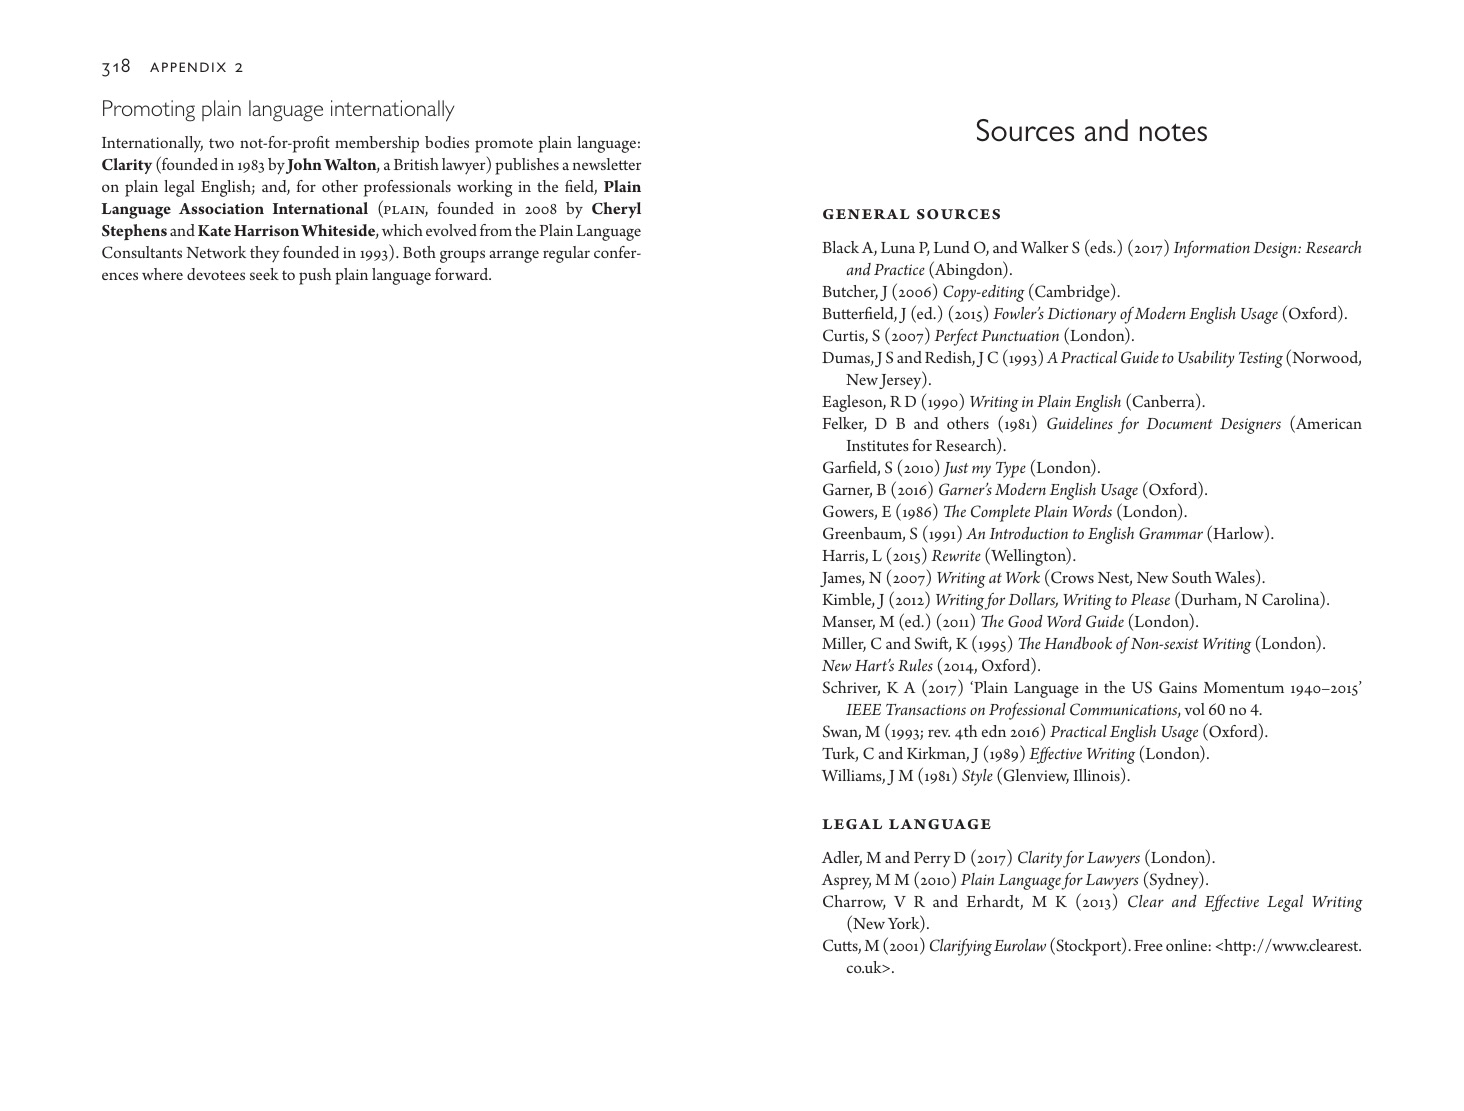 318 APPENDIX 2
Promoting plain language internationally
Internationally, two not-for-profit membership bodies promote plain language:
Clarity (founded in 1983 by John Walton, a British lawyer) publishes a newsletter
on plain legal English; and, for other professionals working in the field, Plain
Language Association International (PLAIN, founded in 2008 by Cheryl
Stephens and Kate Harrison Whiteside, which evolved from the Plain Language
Consultants Network they founded in 1993). Both groups arrange regular confer-
ences where devotees seek to push plain language forward.
Sources and notes
GENERAL SOURCES
Black A, Luna P, Lund O, and Walker S (eds.) (2017) Information Design: Research
and Practice (Abingdon).
Butcher, J (2006) Copy-editing (Cambridge).
Butterfield, J (ed.) (2015) Fowler's Dictionary of Modern English Usage (Oxford).
Curtis, S (2007) Perfect Punctuation (London).
Dumas, J S and Redish, J C (1993) A Practical Guide to Usability Testing (Norwood,
New Jersey).
Eagleson, R D (1990) Writing in Plain English (Canberra).
Felker, D B and others (1981) Guidelines for Document Designers (American
Institutes for Research).
Garfield, S (2010) Just my Type (London).
Garner, B (2016) Garner's Modern English Usage (Oxford).
Gowers, E (1986) The Complete Plain Words (London).
Greenbaum, S (1991) An Introduction to English Grammar (Harlow).
Harris, L (2015) Rewrite (Wellington).
James, N (2007) Writing at Work (Crows Nest, New South Wales).
Kimble, J (2012) Writing for Dollars, Writing to Please (Durham, N Carolina).
Manser, M (ed.) (2011) The Good Word Guide (London).
Miller, C and Swift, K (1995) The Handbook of Non-sexist Writing (London).
New Hart's Rules (2014, Oxford).
Schriver, K A (2017) ‘Plain Language in the US Gains Momentum 1940–2015’
IEEE Transactions on Professional Communications, vol 60 no 4.
Swan, M (1993; rev. 4th edn 2016) Practical English Usage (Oxford).
Turk, C and Kirkman, J (1989) Effective Writing (London).
Williams, J M (1981) Style (Glenview, Illinois).
LEGAL LANGUAGE
Adler, M and Perry D (2017) Clarity for Lawyers (London).
Asprey, M M (2010) Plain Language for Lawyers (Sydney).
Charrow, V R and Erhardt, M K (2013) Clear and Effective Legal Writing
(New York).
Cutts, M (2001) Clarifying Eurolaw (Stockport). Free online: <http://www.clearest.
co.uk>.